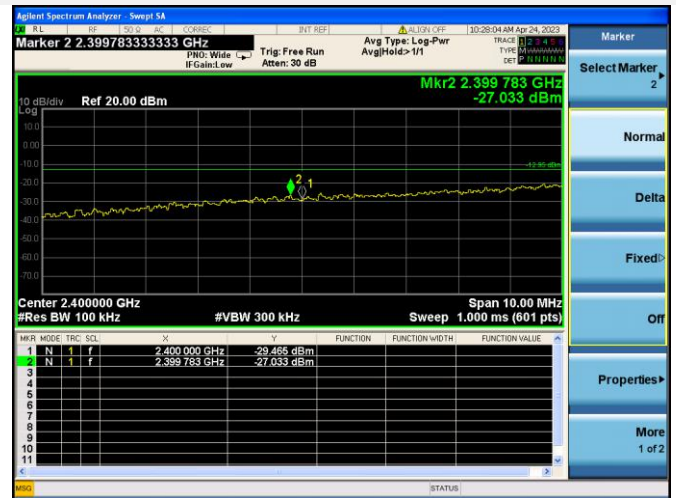 Agilent Spectrum Analyzer - Swept SA
RL RF 50 Ω AC CORREC INT REF ALIGN OFF 10:28:04 AM Apr 24, 2023
Marker 2 2.399783333333 GHz
PNO: Wide
IFGain:Low
Trig: Free Run
Atten: 30 dB
Avg Type: Log-Pwr
Avg|Hold>1/1
TRACE 1 2 3 4 5 6
TYPE
DET P N N N N N
Mkr2 2.399 783 GHz
-27.033 dBm
10 dB/div Ref 20.00 dBm
Log
10.0
0.00
-10.0
-12.95 dBm
-20.0
2
1
-30.0
-40.0
-50.0
-60.0
-70.0
Center 2.400000 GHz Span 10.00 MHz
#Res BW 100 kHz #VBW 300 kHz Sweep 1.000 ms (601 pts)
MKR MODE TRC SCL X Y FUNCTION FUNCTION WIDTH FUNCTION VALUE
1 N 1 f 2.400 000 GHz -29.465 dBm
2 N 1 f 2.399 783 GHz -27.033 dBm
3
4
5
6
7
8
9
10
11
MSG STATUS
Marker
Select Marker
2
Normal
Delta
Fixed
Off
Properties
More
1 of 2